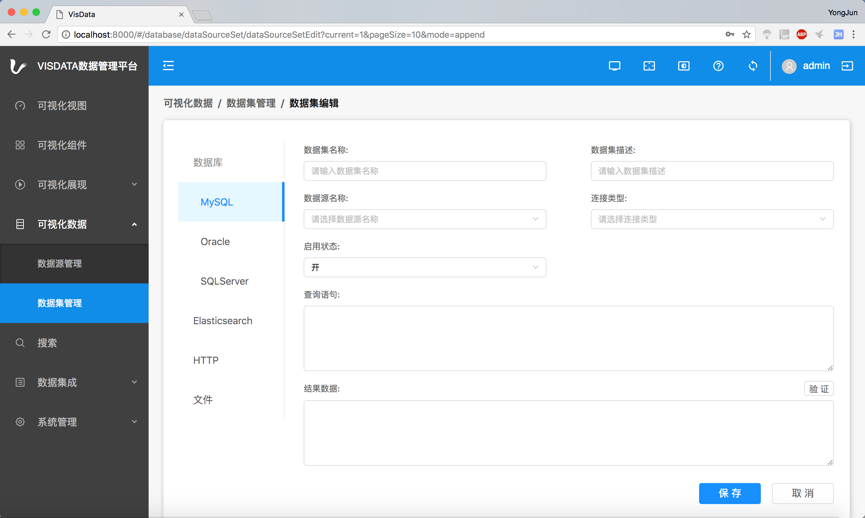 VisData
YongJun
localhost:8000/#/database/dataSourceSet/dataSourceSetEdit?current=1&pageSize=10&mode=append
ABP
JH
VISDATA数据管理平台
admin
可视化视图
可视化组件
可视化展现
可视化数据
数据源管理
数据集管理
搜索
数据集成
系统管理
可视化数据 / 数据集管理 / 数据集编辑
数据库
MySQL
Oracle
SQLServer
Elasticsearch
HTTP
文件
数据集名称:
请输入数据集名称
数据集描述:
请输入数据集描述
数据源名称:
请选择数据源名称
连接类型:
请选择连接类型
启用状态:
开
查询语句:
结果数据:
验 证
保 存
取 消